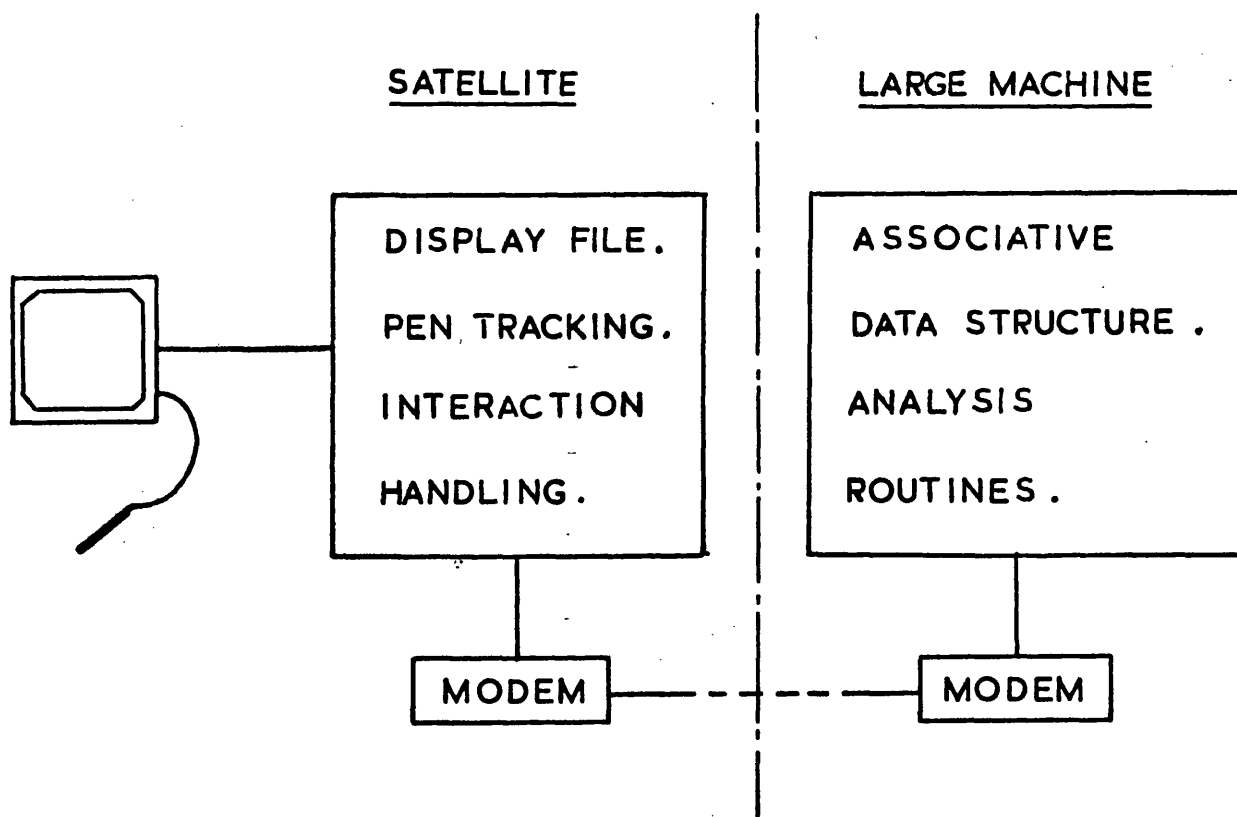 SATELLITE
DISPLAY FILE.
PEN TRACKING.
INTERACTION
HANDLING.
MODEM
LARGE MACHINE
ASSOCIATIVE
DATA STRUCTURE .
ANALYSIS
ROUTINES .
MODEM